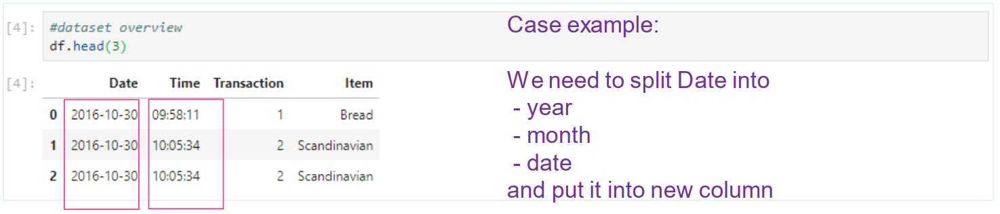 [4]: #dataset overview
df.head(3)
[4]: Date Time Transaction Item
0 2016-10-30 09:58:11 1 Bread
1 2016-10-30 10:05:34 2 Scandinavian
2 2016-10-30 10:05:34 2 Scandinavian
Case example:
We need to split Date into
- year
- month
- date
and put it into new column